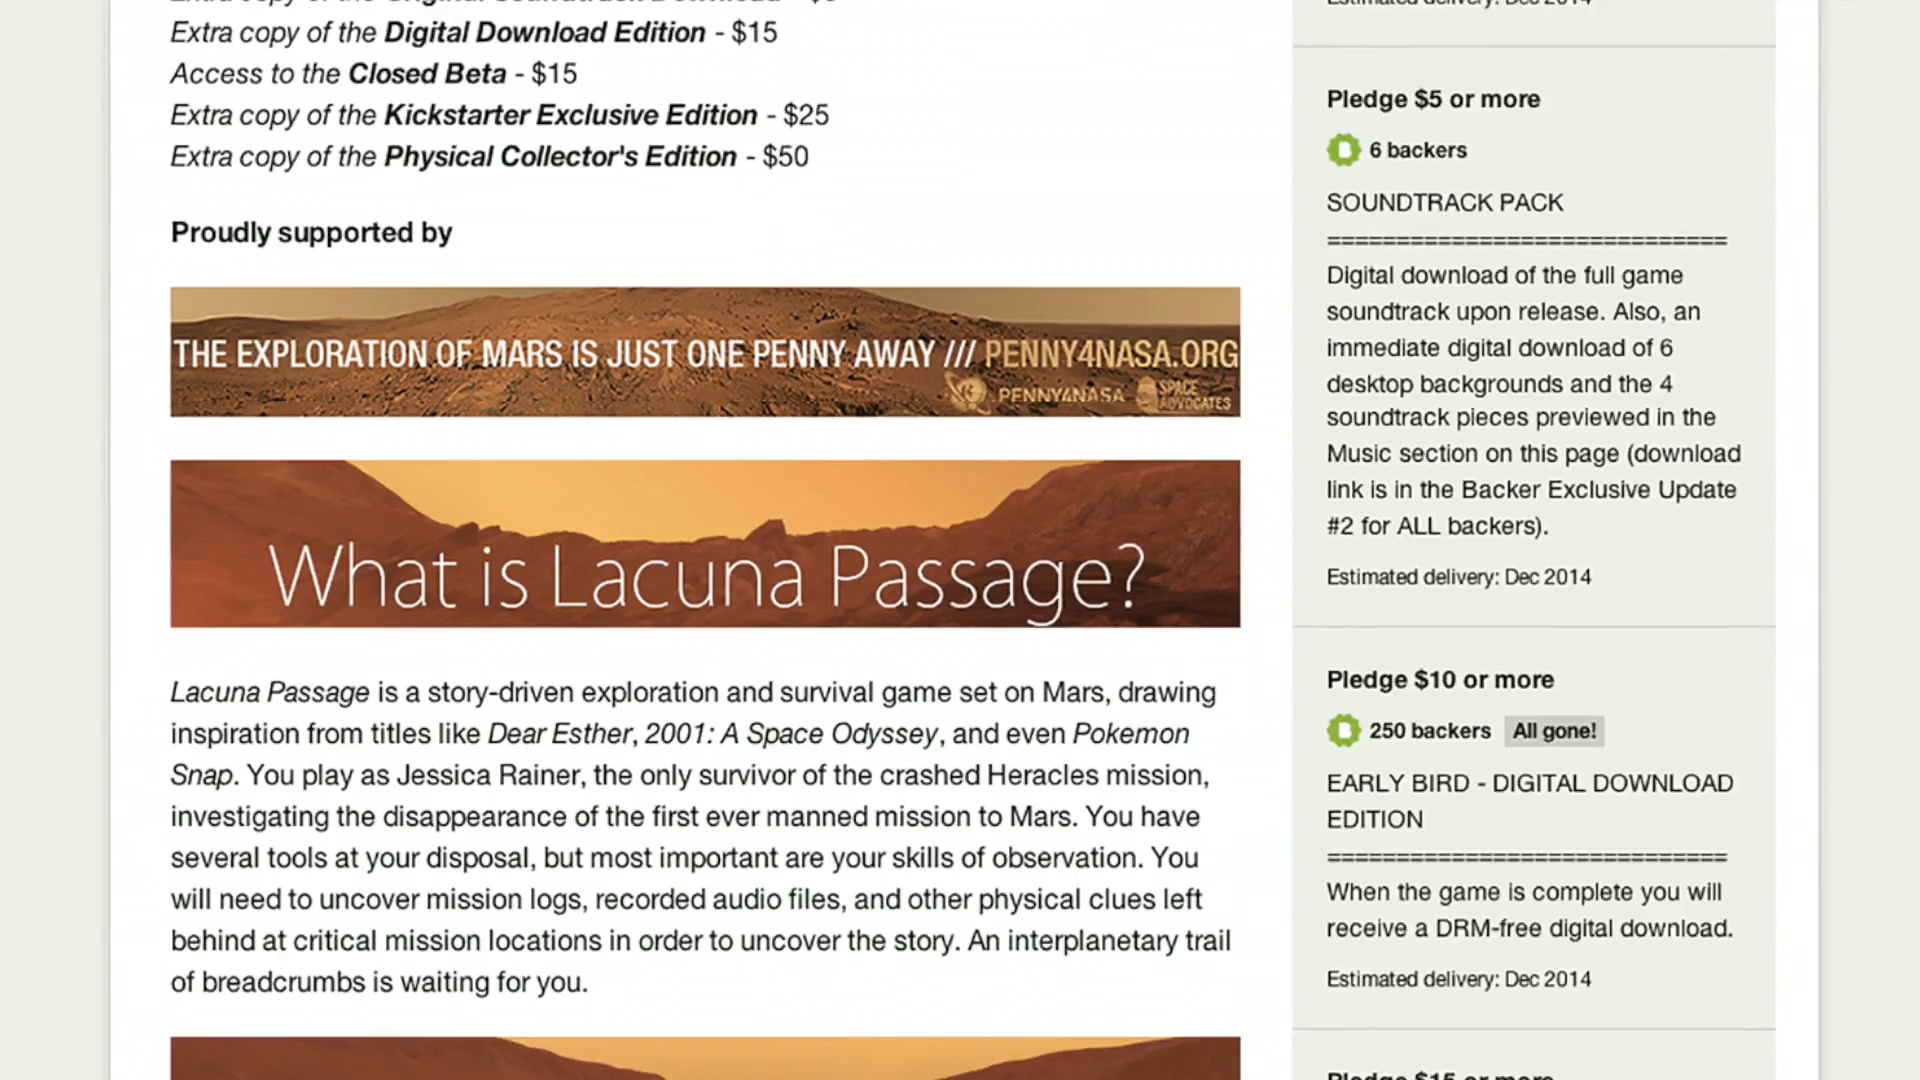 Extra copy of the Digital Download Edition - $15
Access to the Closed Beta - $15
Extra copy of the Kickstarter Exclusive Edition - $25
Extra copy of the Physical Collector's Edition - $50
Proudly supported by
THE EXPLORATION OF MARS IS JUST ONE PENNY AWAY /// PENNY4NASA.ORG
PENNY4NASA SPACE ADVOCATES
What is Lacuna Passage?
Lacuna Passage is a story-driven exploration and survival game set on Mars, drawing
inspiration from titles like Dear Esther, 2001: A Space Odyssey, and even Pokemon
Snap. You play as Jessica Rainer, the only survivor of the crashed Heracles mission,
investigating the disappearance of the first ever manned mission to Mars. You have
several tools at your disposal, but most important are your skills of observation. You
will need to uncover mission logs, recorded audio files, and other physical clues left
behind at critical mission locations in order to uncover the story. An interplanetary trail
of breadcrumbs is waiting for you.
Estimated delivery: Dec 2014
Pledge $5 or more
6 backers
SOUNDTRACK PACK
=============================
Digital download of the full game
soundtrack upon release. Also, an
immediate digital download of 6
desktop backgrounds and the 4
soundtrack pieces previewed in the
Music section on this page (download
link is in the Backer Exclusive Update
#2 for ALL backers).
Estimated delivery: Dec 2014
Pledge $10 or more
250 backers All gone!
EARLY BIRD - DIGITAL DOWNLOAD
EDITION
=============================
When the game is complete you will
receive a DRM-free digital download.
Estimated delivery: Dec 2014
Pledge $15 or more